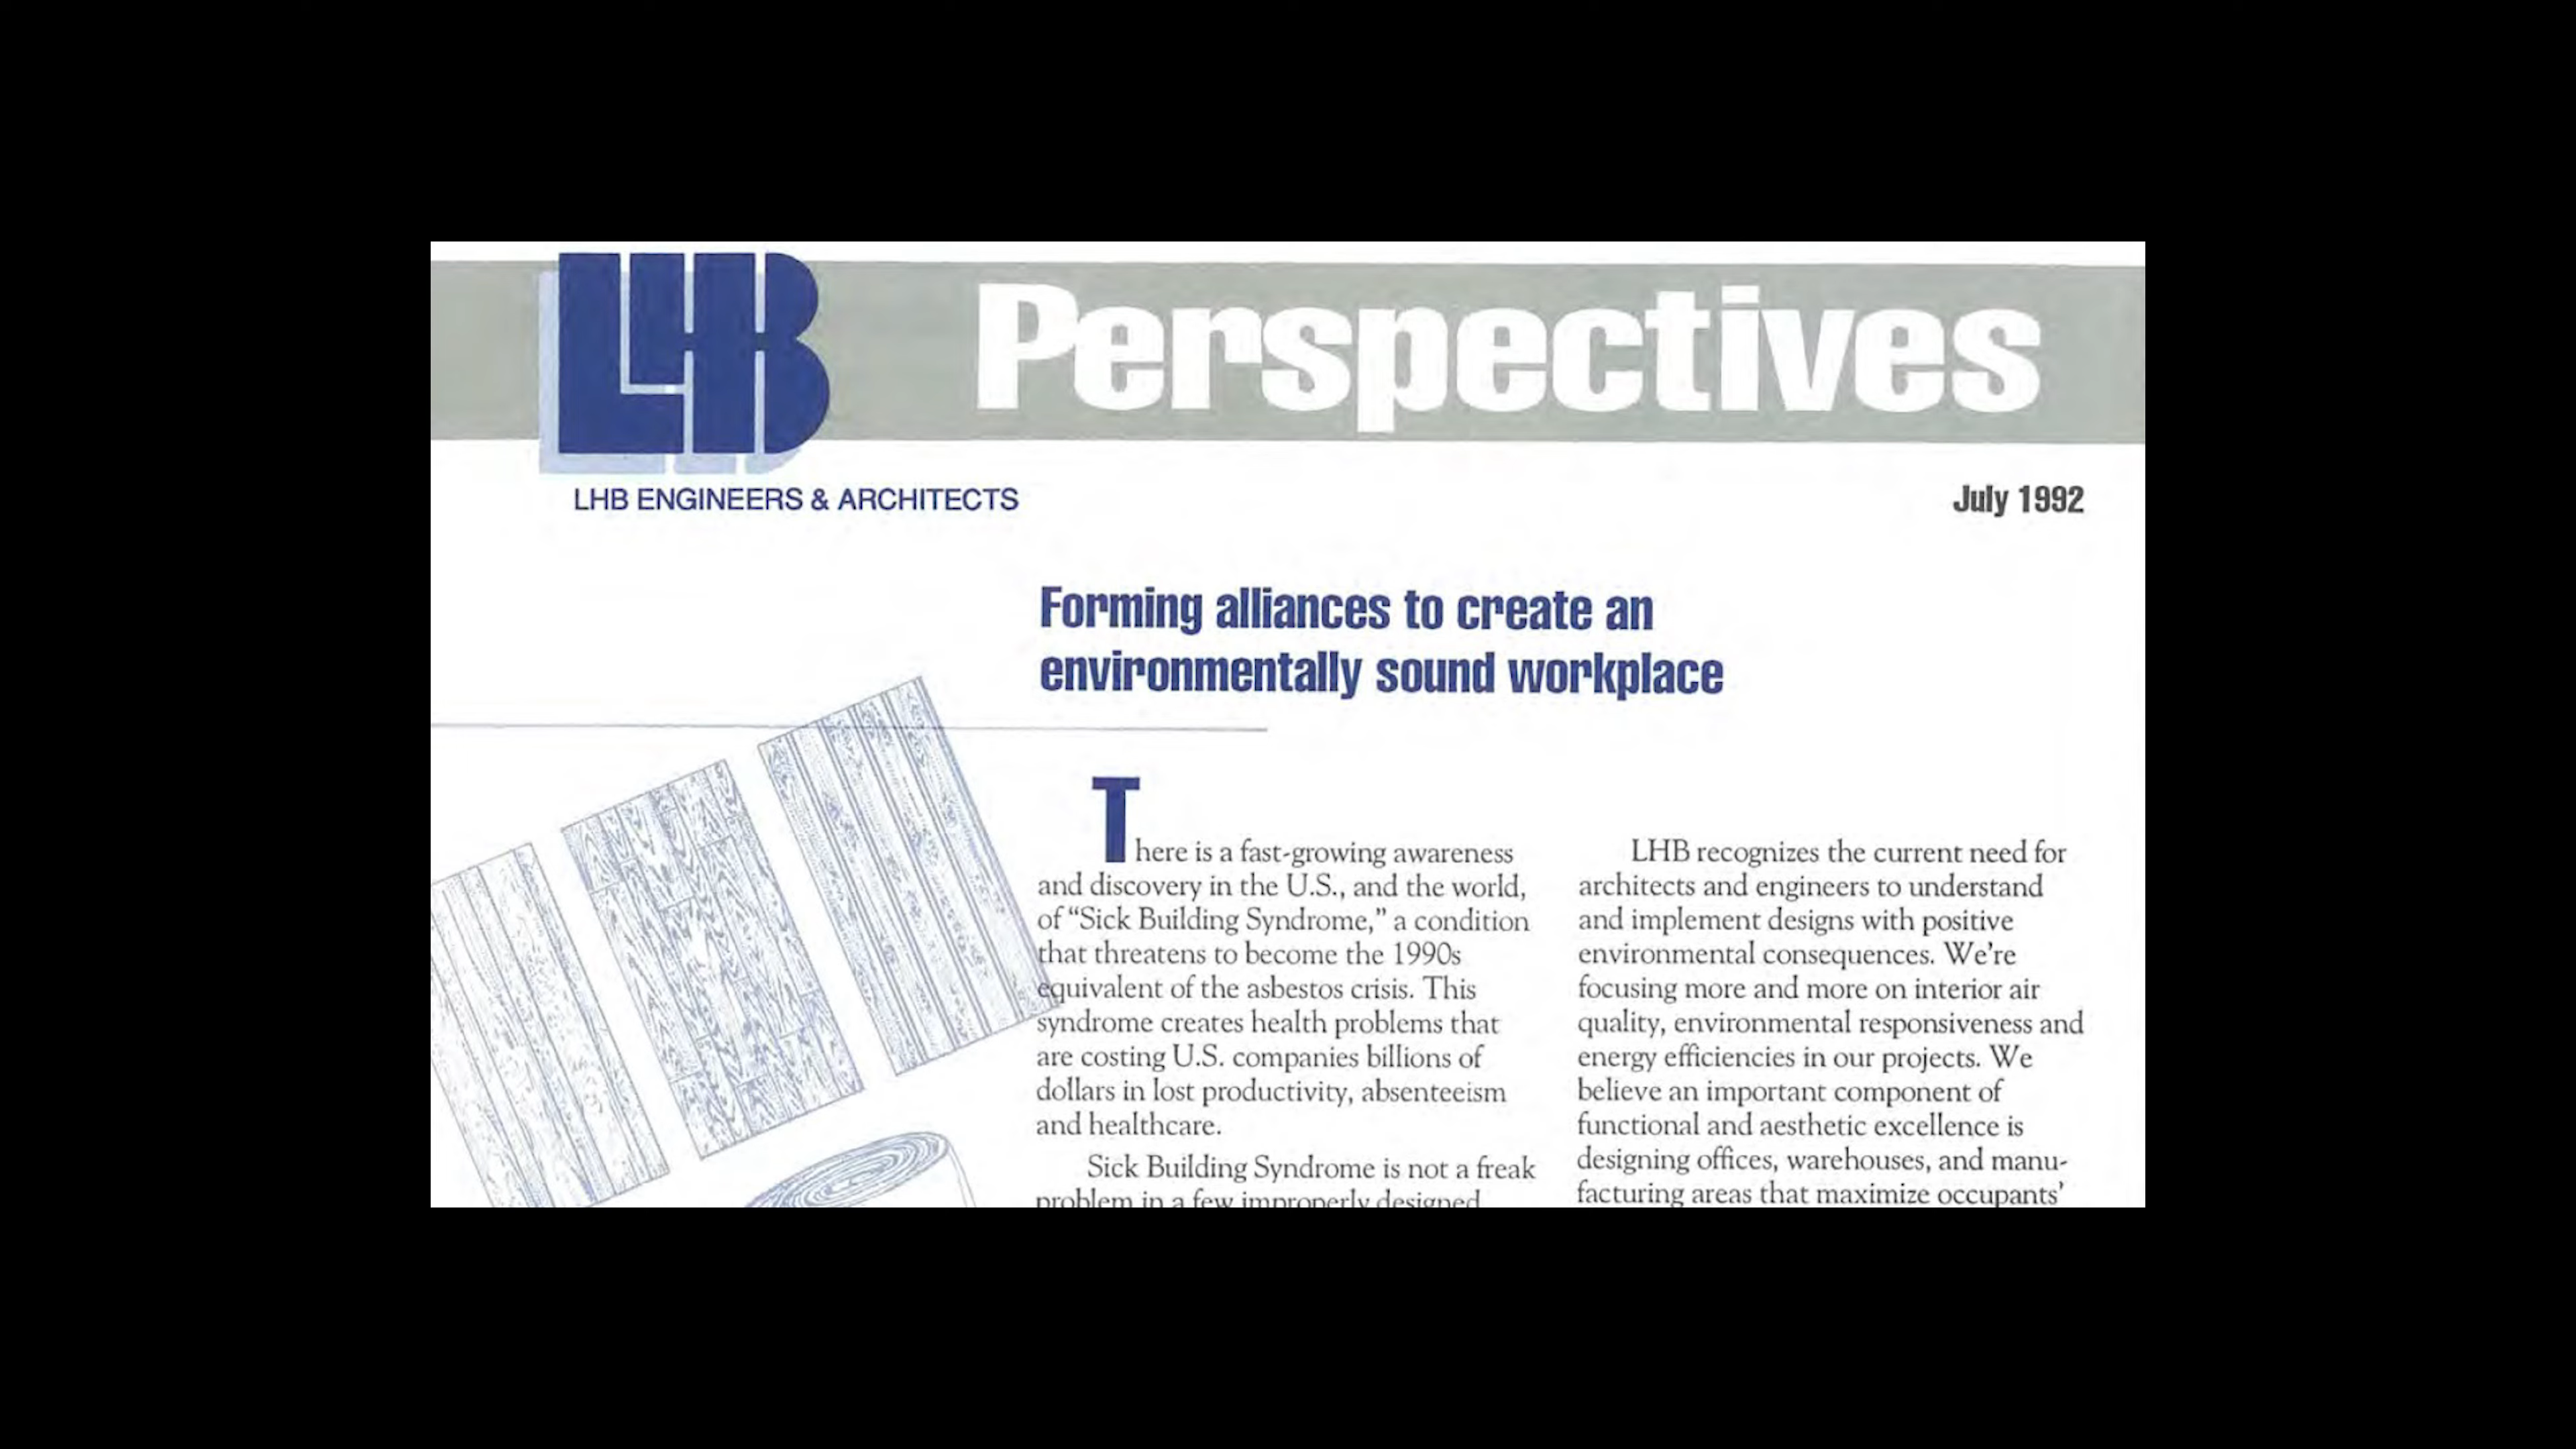 LHB
Perspectives
LHB ENGINEERS & ARCHITECTS
July 1992
Forming alliances to create an
environmentally sound workplace
There is a fast-growing awareness
and discovery in the U.S., and the world,
of “Sick Building Syndrome,” a condition
that threatens to become the 1990s
equivalent of the asbestos crisis. This
syndrome creates health problems that
are costing U.S. companies billions of
dollars in lost productivity, absenteeism
and healthcare.
Sick Building Syndrome is not a freak
problem in a few improperly designed
LHB recognizes the current need for
architects and engineers to understand
and implement designs with positive
environmental consequences. We're
focusing more and more on interior air
quality, environmental responsiveness and
energy efficiencies in our projects. We
believe an important component of
functional and aesthetic excellence is
designing offices, warehouses, and manu-
facturing areas that maximize occupants'